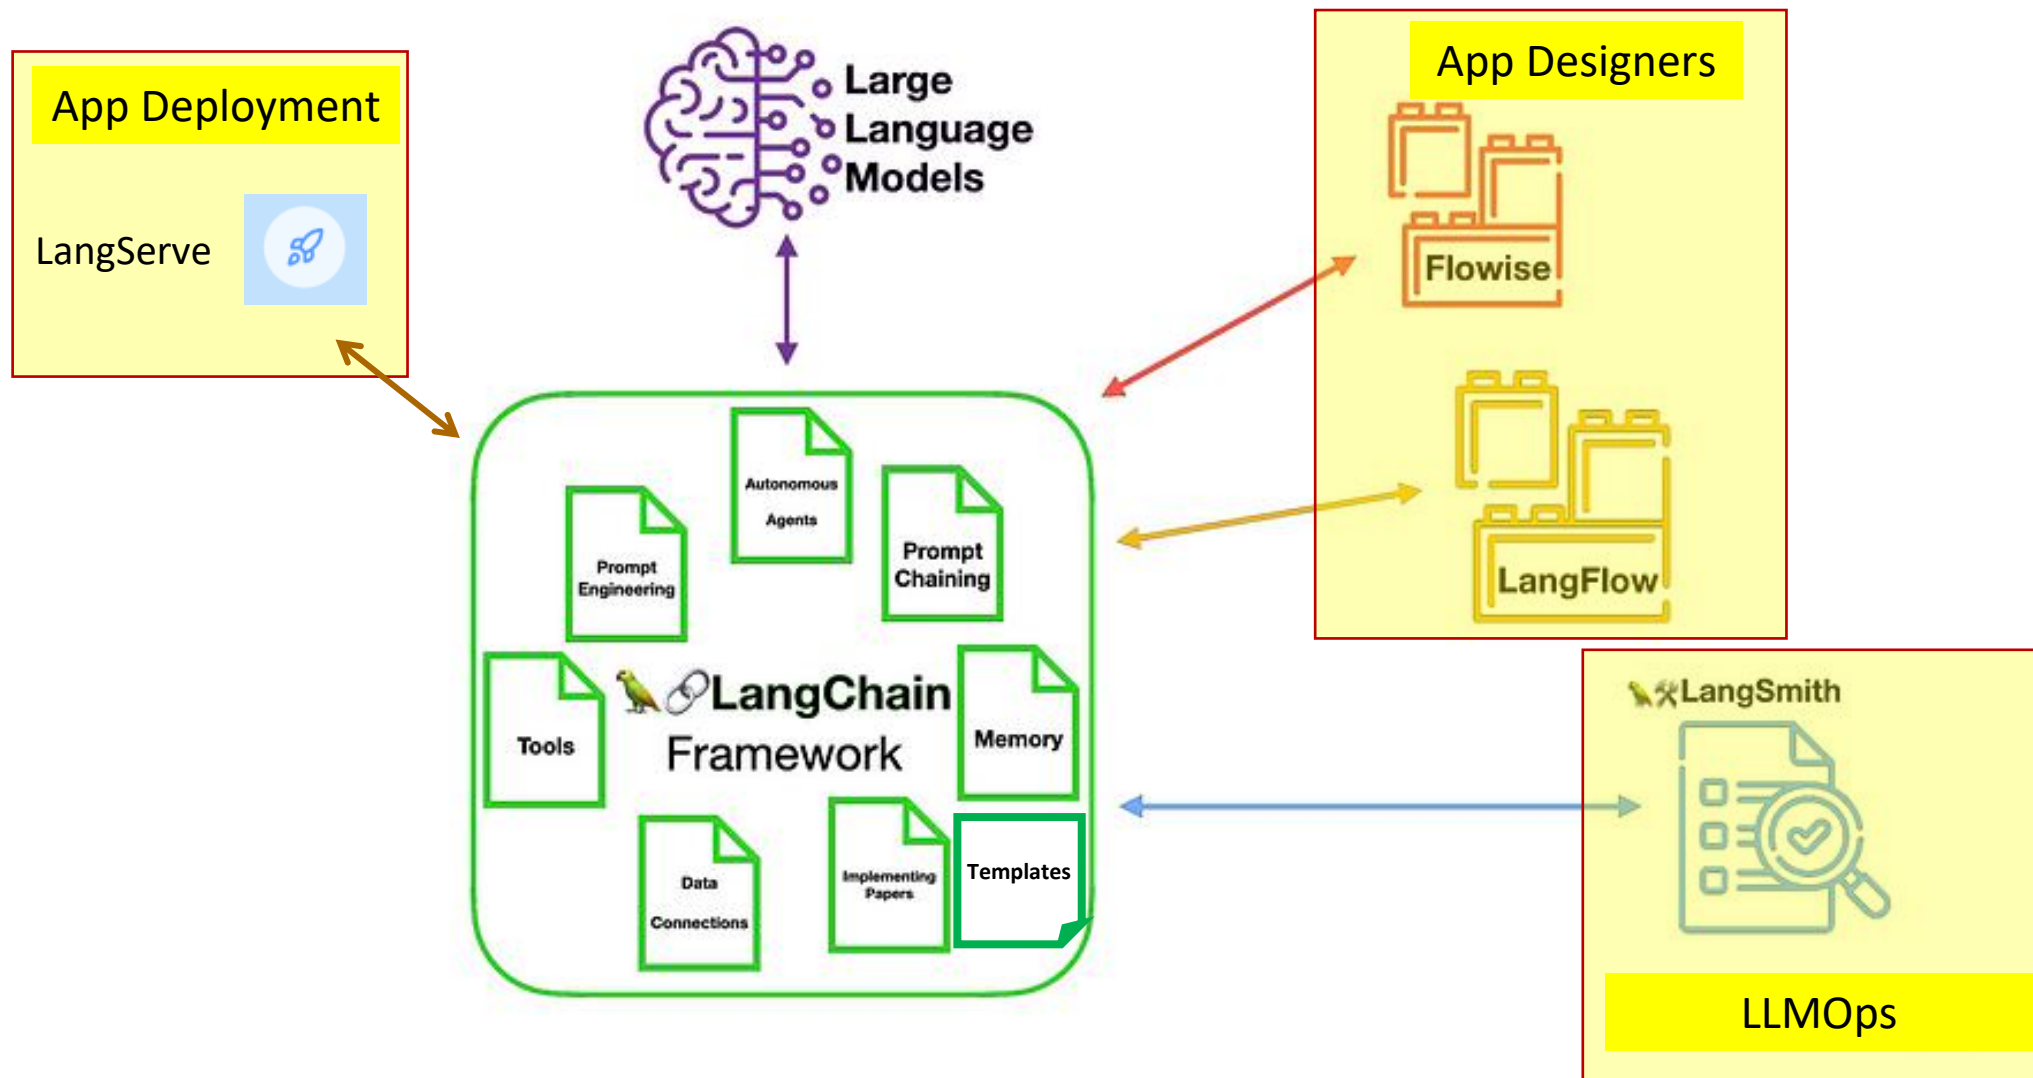 App Deployment
LangServe
Large
Language
Models
App Designers
Flowise
LangFlow
Autonomous
Agents
Prompt
Engineering
Prompt
Chaining
Tools
LangChain
Framework
Memory
Data
Connections
Implementing
Papers
Templates
LangSmith
LLMOps